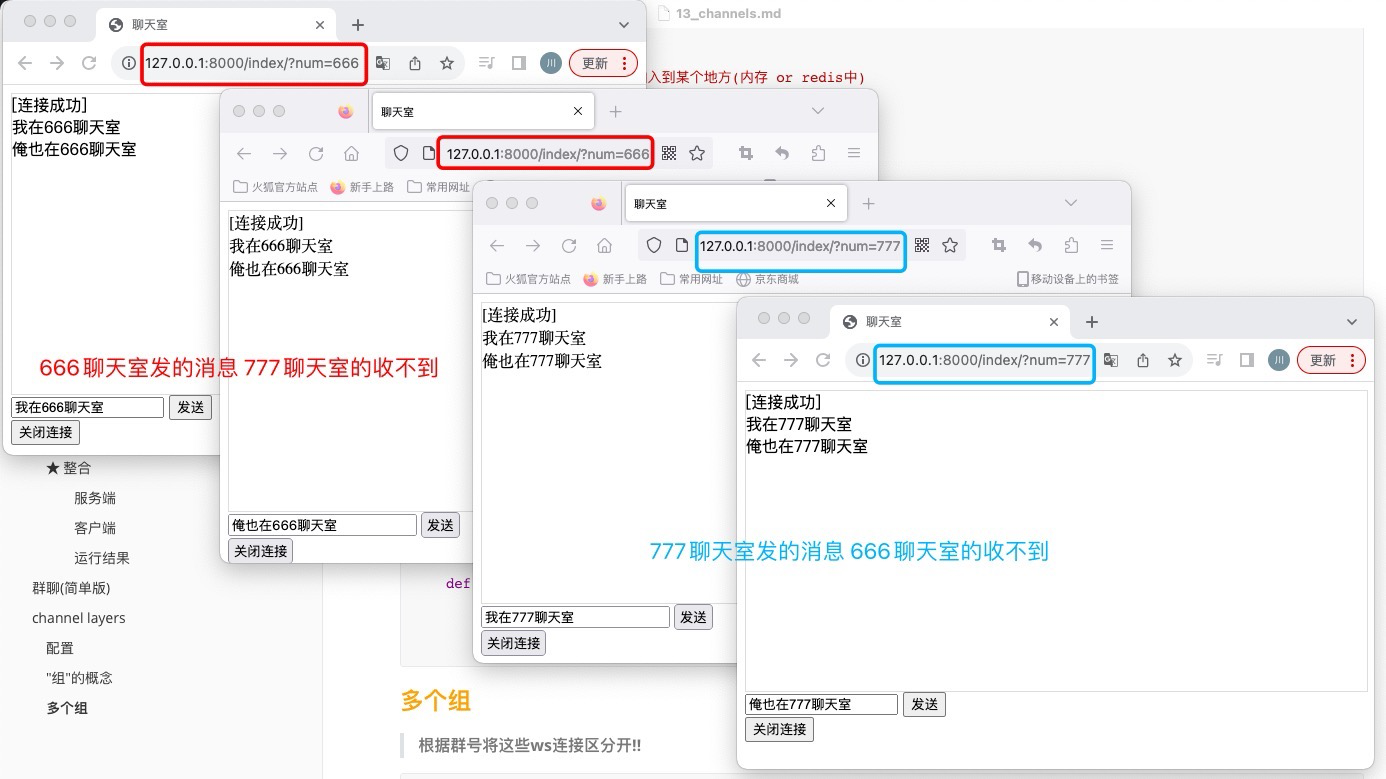 聊天室
13_channels.md
127.0.0.1:8000/index/?num=666
更新
入到某个地方(内存 or redis中)
[连接成功]
我在666聊天室
俺也在666聊天室
聊天室
127.0.0.1:8000/index/?num=666
火狐官方站点 新手上路 常用网址
[连接成功]
我在666聊天室
俺也在666聊天室
聊天室
127.0.0.1:8000/index/?num=777
火狐官方站点 新手上路 常用网址 京东商城 移动设备上的书签
[连接成功]
我在777聊天室
俺也在777聊天室
聊天室
127.0.0.1:8000/index/?num=777
川 更新
[连接成功]
我在777聊天室
俺也在777聊天室
666聊天室发的消息 777聊天室的收不到
我在666聊天室 发送
关闭连接
俺也在666聊天室 发送
关闭连接
777聊天室发的消息 666聊天室的收不到
我在777聊天室 发送
关闭连接
俺也在777聊天室 发送
关闭连接
★ 整合
服务端
客户端
运行结果
群聊(简单版)
channel layers
配置
"组"的概念
多个组
def
多个组
根据群号将这些ws连接区分开!!